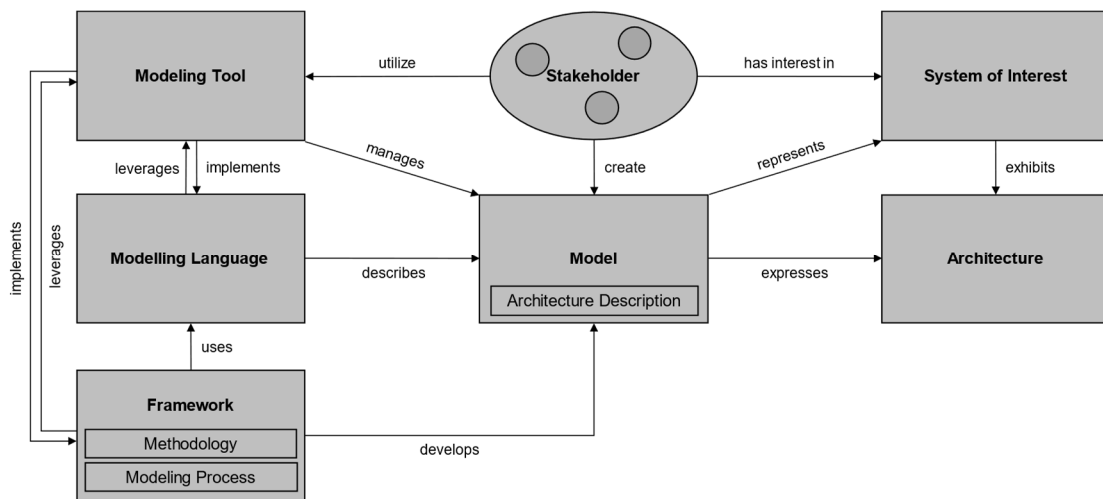 Modeling Tool
utilize
Stakeholder
has interest in
System of Interest
leverages
implements
manages
create
represents
exhibits
implements
leverages
Modelling Language
describes
Model
Architecture Description
expresses
Architecture
uses
Framework
Methodology
Modeling Process
develops